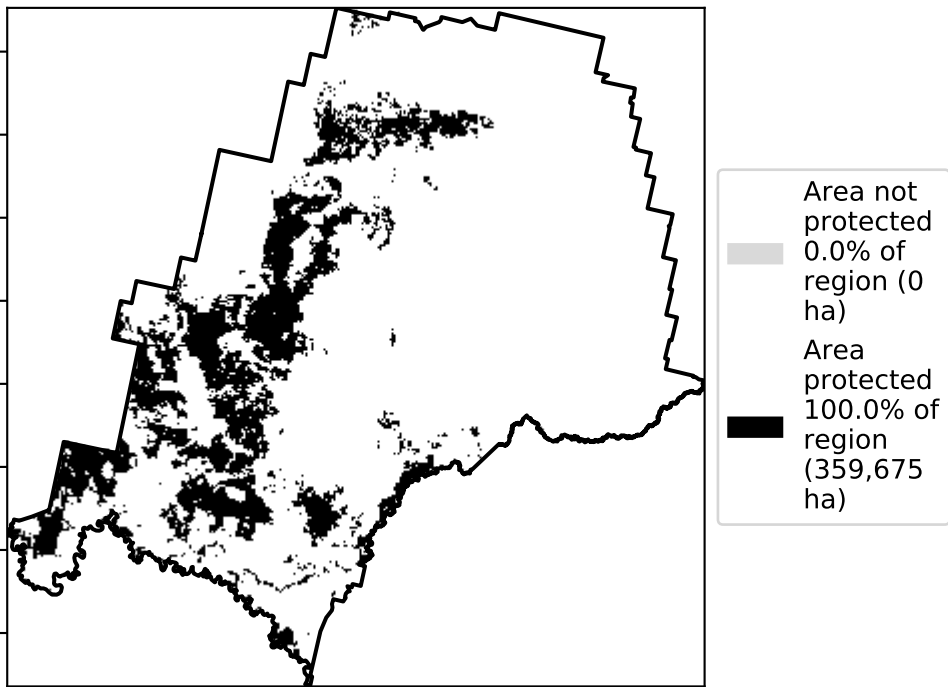 Area not
protected
0.0% of
region (0
ha)
Area
protected
100.0% of
region
(359,675
ha)